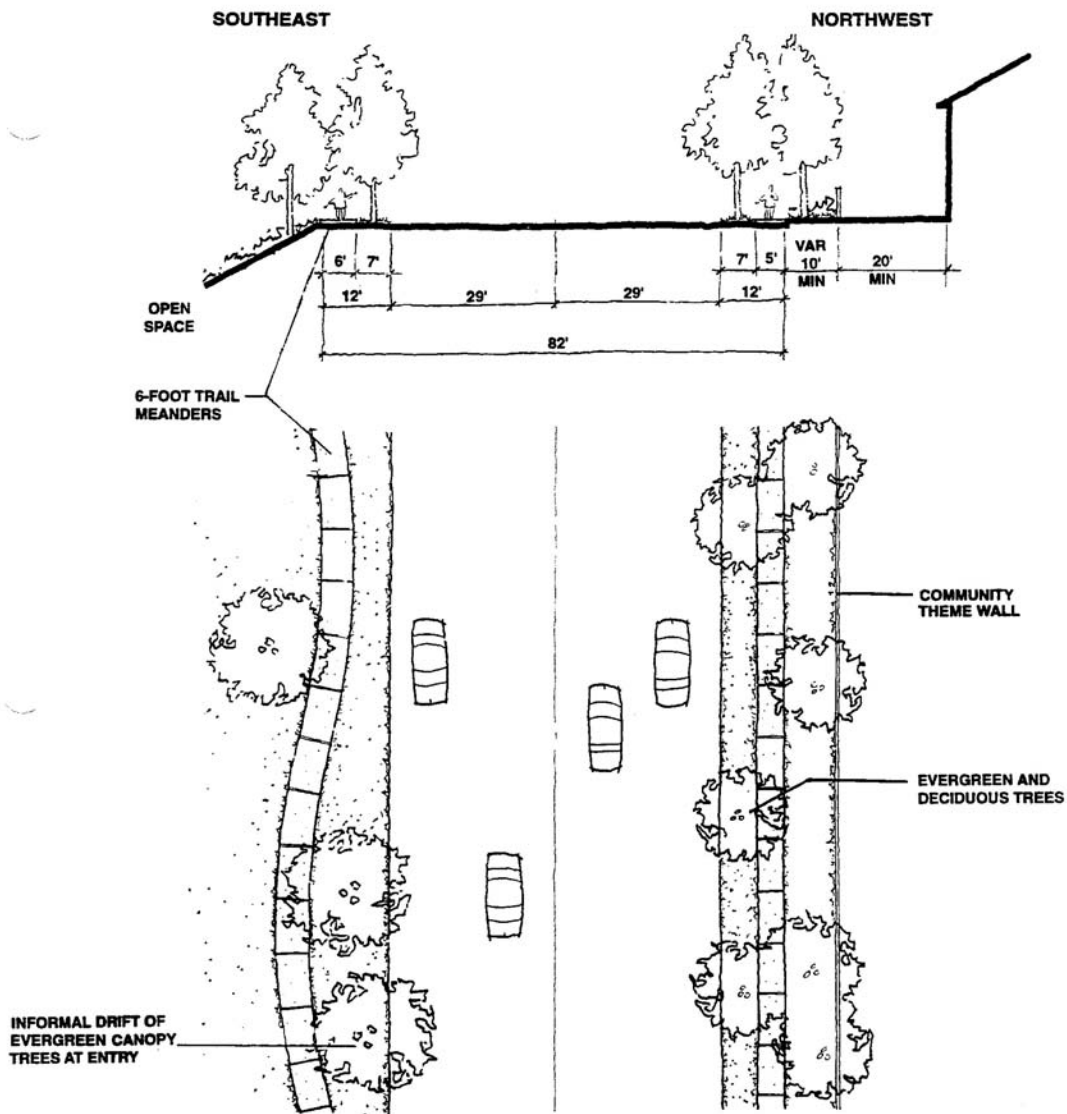 SOUTHEAST
NORTHWEST
6' 7'
7' 5'
VAR
10'
MIN
20'
MIN
12' 29' 29' 12'
82'
OPEN
SPACE
6-FOOT TRAIL
MEANDERS
COMMUNITY
THEME WALL
EVERGREEN AND
DECIDUOUS TREES
INFORMAL DRIFT OF
EVERGREEN CANOPY
TREES AT ENTRY